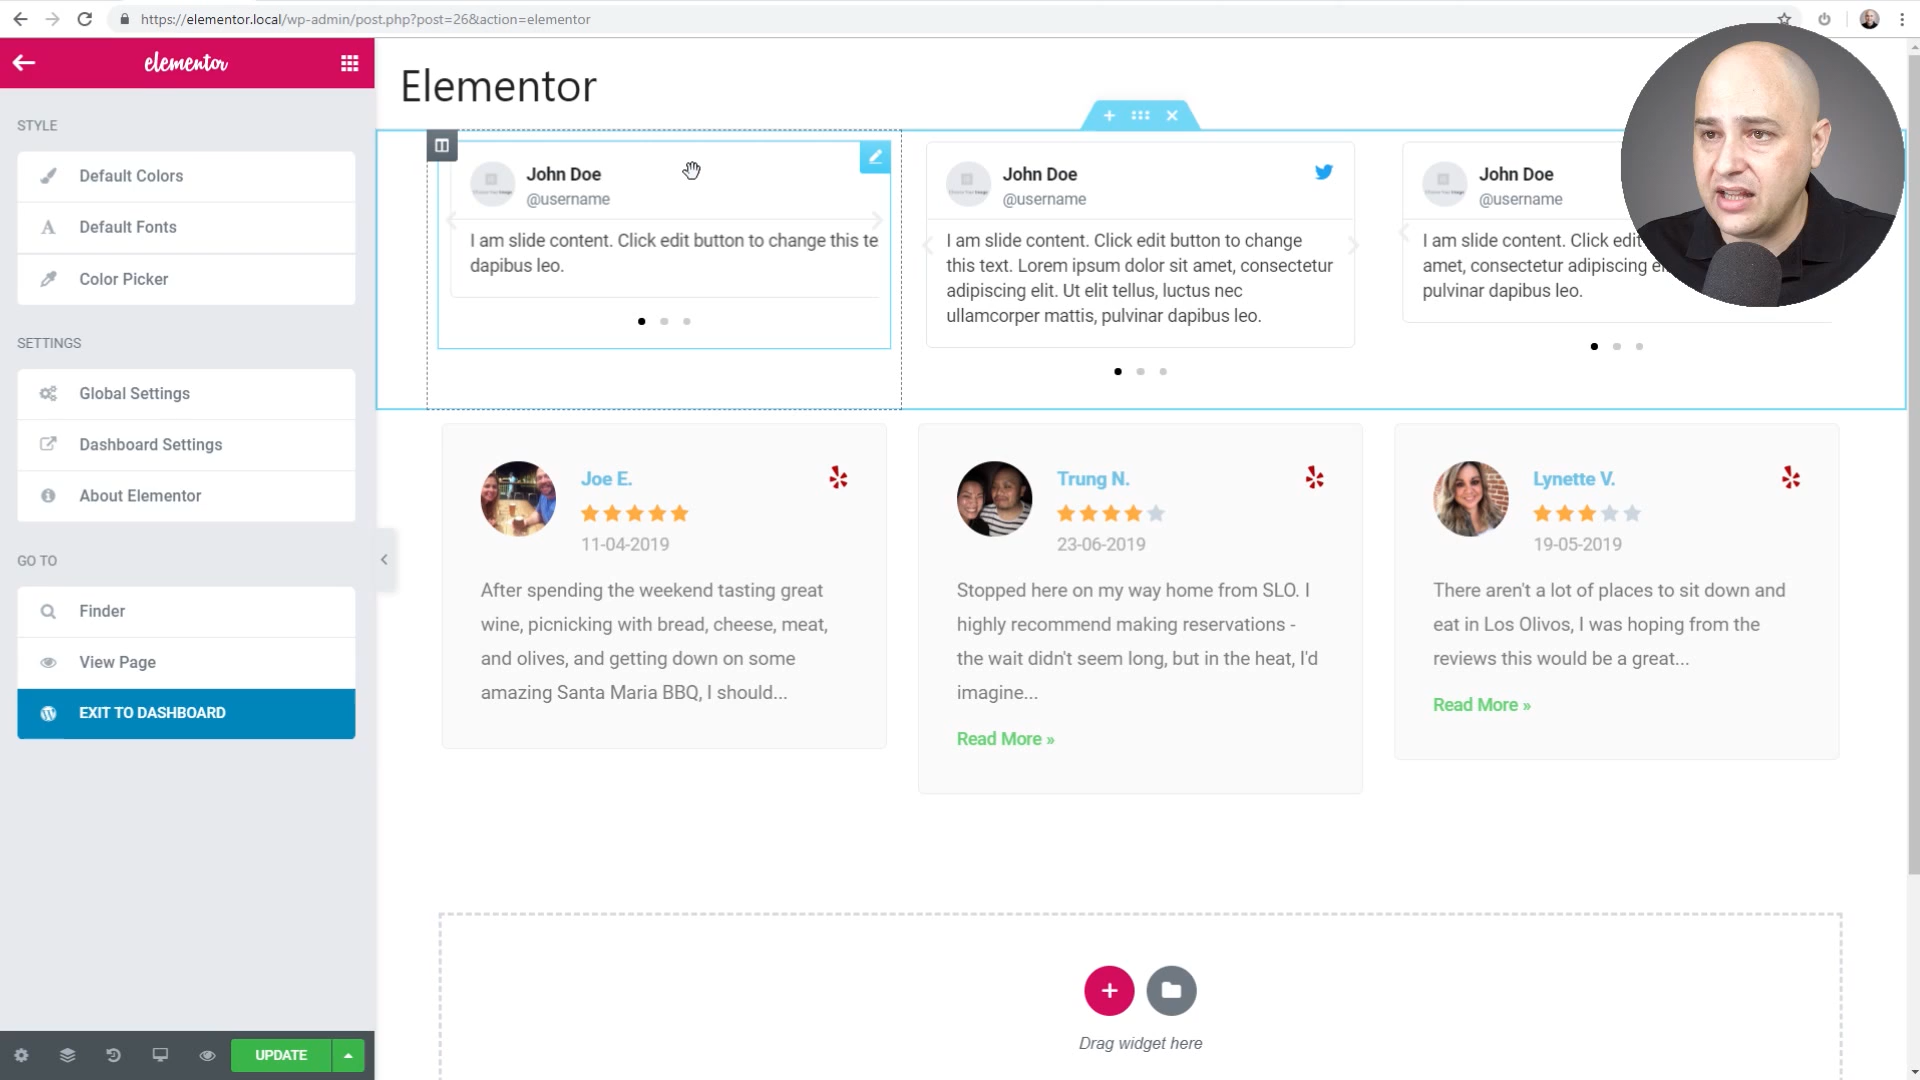 https://elementor.local/wp-admin/post.php?post=26&action=elementor
elementor
STYLE
Default Colors
Default Fonts
Color Picker
SETTINGS
Global Settings
Dashboard Settings
About Elementor
GO TO
Finder
View Page
EXIT TO DASHBOARD
UPDATE
Elementor
John Doe
@username
I am slide content. Click edit button to change this te
dapibus leo.
John Doe
@username
I am slide content. Click edit button to change
this text. Lorem ipsum dolor sit amet, consectetur
adipiscing elit. Ut elit tellus, luctus nec
ullamcorper mattis, pulvinar dapibus leo.
John Doe
@username
I am slide content. Click edit
amet, consectetur adipiscing
pulvinar dapibus leo.
Joe E.
11-04-2019
After spending the weekend tasting great
wine, picnicking with bread, cheese, meat,
and olives, and getting down on some
amazing Santa Maria BBQ, I should...
Trung N.
23-06-2019
Stopped here on my way home from SLO. I
highly recommend making reservations -
the wait didn't seem long, but in the heat, I'd
imagine...
Read More »
Lynette V.
19-05-2019
There aren't a lot of places to sit down and
eat in Los Olivos, I was hoping from the
reviews this would be a great...
Read More »
Drag widget here